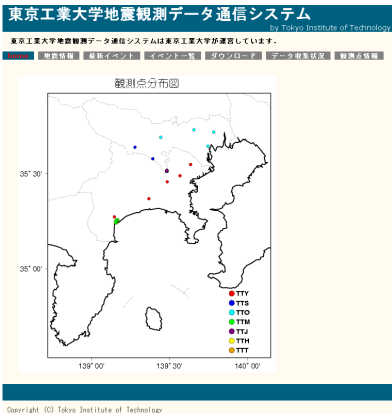 東京工業大学地震観測データ通信システム
by Tokyo Institute of Technology
東京工業大学地震観測データ通信システムは東京工業大学が運営しています。
地震情報 最新イベント イベント一覧 ダウンロード データ収集状況 観測点情報
観測点分布図
35˚30'
35˚00'
TTY
TTS
TTO
TTM
TTJ
TTH
TTT
139˚00' 139˚30' 140˚00'
Copyright (C) Tokyo Institute of Technology